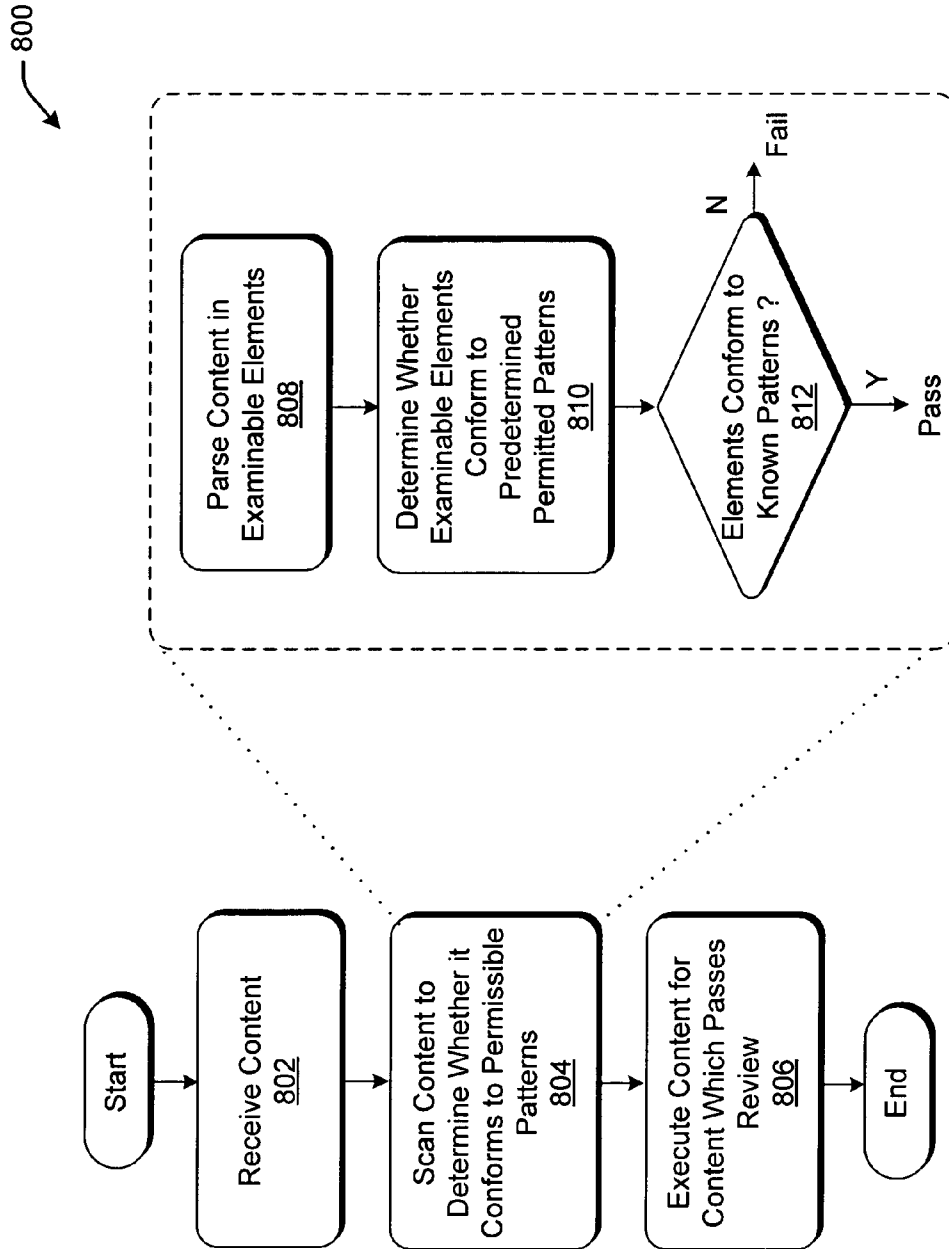 800
Start
Receive Content
802
Scan Content to
Determine Whether it
Conforms to Permissible
Patterns
804
Execute Content for
Content Which Passes
Review
806
End
Parse Content in
Examinable Elements
808
Determine Whether
Examinable Elements
Conform to
Predetermined
Permitted Patterns
810
Elements Conform to
Known Patterns ?
812
N
Fail
Y
Pass